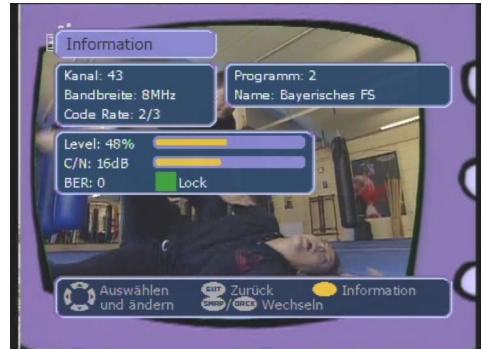 Information
Kanal: 43
Bandbreite: 8MHz
Code Rate: 2/3
Programm: 2
Name: Bayerisches FS
Level: 48%
C/N: 16dB
BER: 0
Lock
Auswählen
und ändern
EXIT Zurück
SWAP/BACK Wechseln
Information